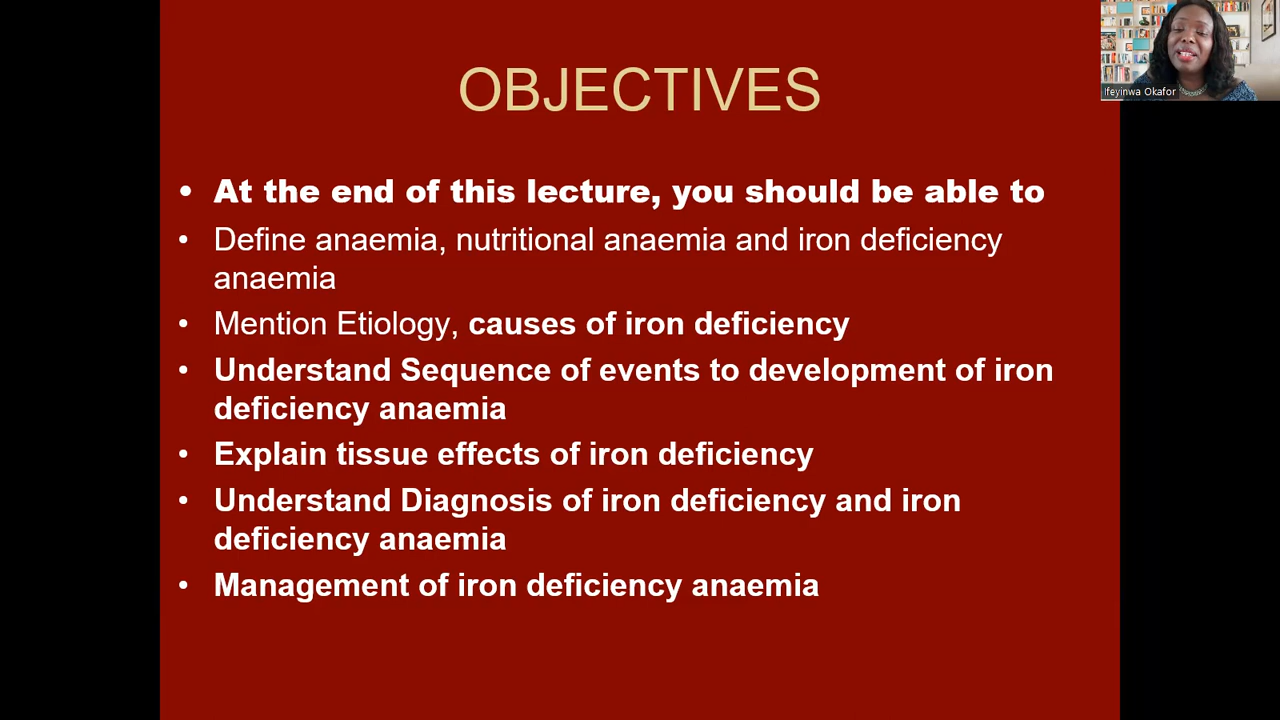 OBJECTIVES
Ifeyinwa Okafor
• At the end of this lecture, you should be able to
• Define anaemia, nutritional anaemia and iron deficiency
anaemia
• Mention Etiology, causes of iron deficiency
• Understand Sequence of events to development of iron
deficiency anaemia
• Explain tissue effects of iron deficiency
• Understand Diagnosis of iron deficiency and iron
deficiency anaemia
• Management of iron deficiency anaemia